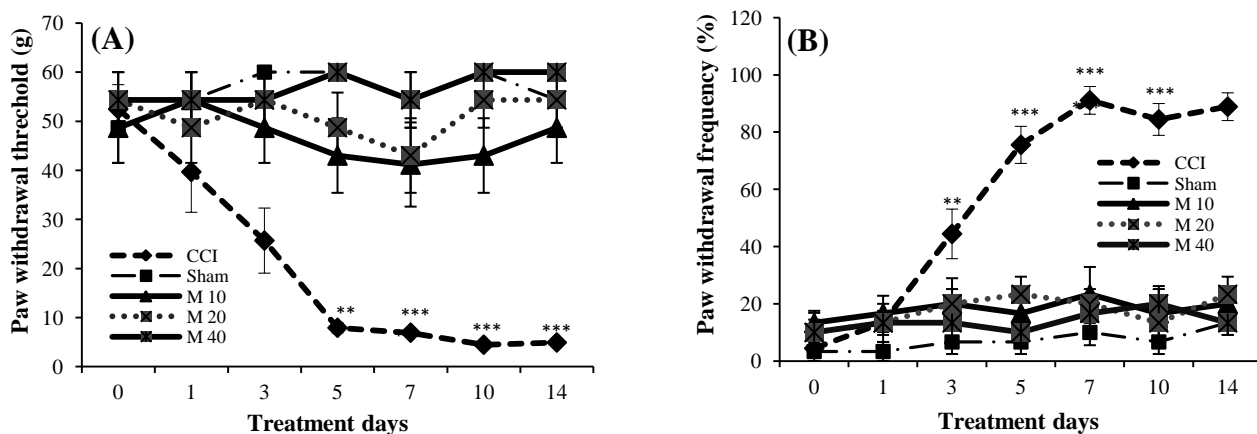 (A)
Paw withdrawal threchold (g)
70
60
50
40
30
20
10
0
CCI
Sham
M 10
M 20
M 40
**
***
***
***
0 1 3 5 7 10 14
Treatment days
(B)
Paw withdrawal frequency (%)
120
100
80
60
40
20
0
**
***
***
***
CCI
Sham
M 10
M 20
M 40
0 1 3 5 7 10 14
Treatment days